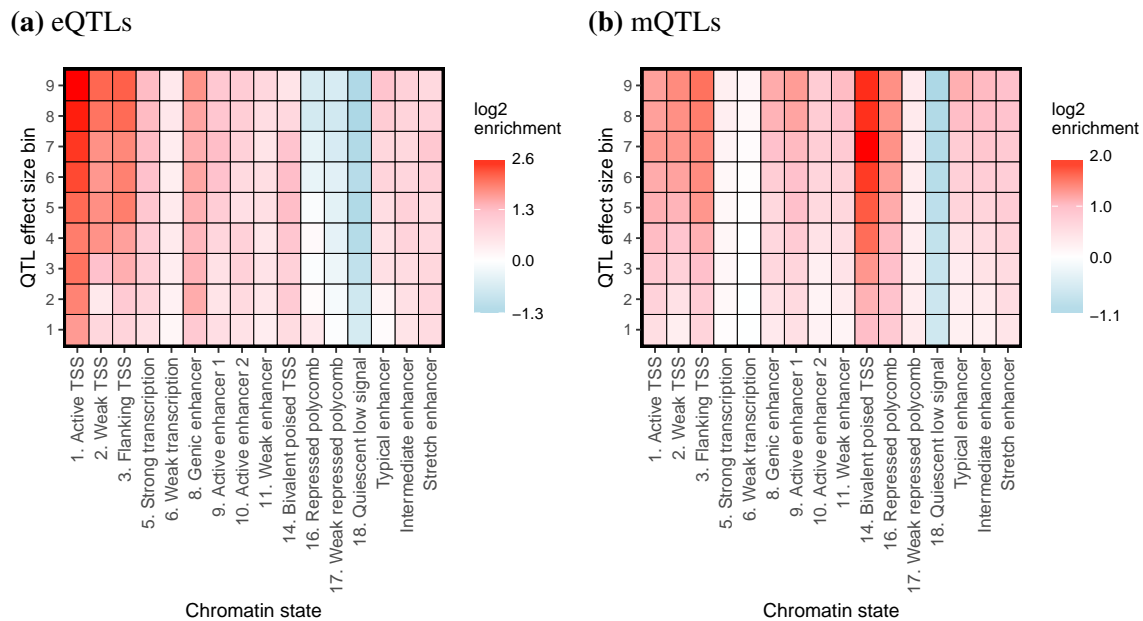 (a) eQTLs
QTL effect size bin
9
8
7
6
5
4
3
2
1
1. Active TSS
2. Weak TSS
3. Flanking TSS
5. Strong transcription
6. Weak transcription
8. Genic enhancer
9. Active enhancer 1
10. Active enhancer 2
11. Weak enhancer
14. Bivalent poised TSS
16. Repressed polycomb
17. Weak repressed polycomb
18. Quiescent low signal
Typical enhancer
Intermediate enhancer
Stretch enhancer
Chromatin state
log2
enrichment
2.6
1.3
0.0
−1.3
(b) mQTLs
QTL effect size bin
9
8
7
6
5
4
3
2
1
1. Active TSS
2. Weak TSS
3. Flanking TSS
5. Strong transcription
6. Weak transcription
8. Genic enhancer
9. Active enhancer 1
10. Active enhancer 2
11. Weak enhancer
14. Bivalent poised TSS
16. Repressed polycomb
17. Weak repressed polycomb
18. Quiescent low signal
Typical enhancer
Intermediate enhancer
Stretch enhancer
Chromatin state
log2
enrichment
2.0
1.0
0.0
−1.1